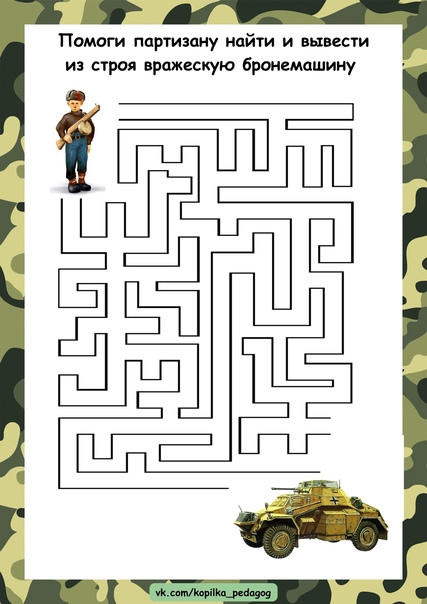 Помоги партизану найти и вывести
из строя вражескую бронемашину
vk.com/kopilka_pedagog